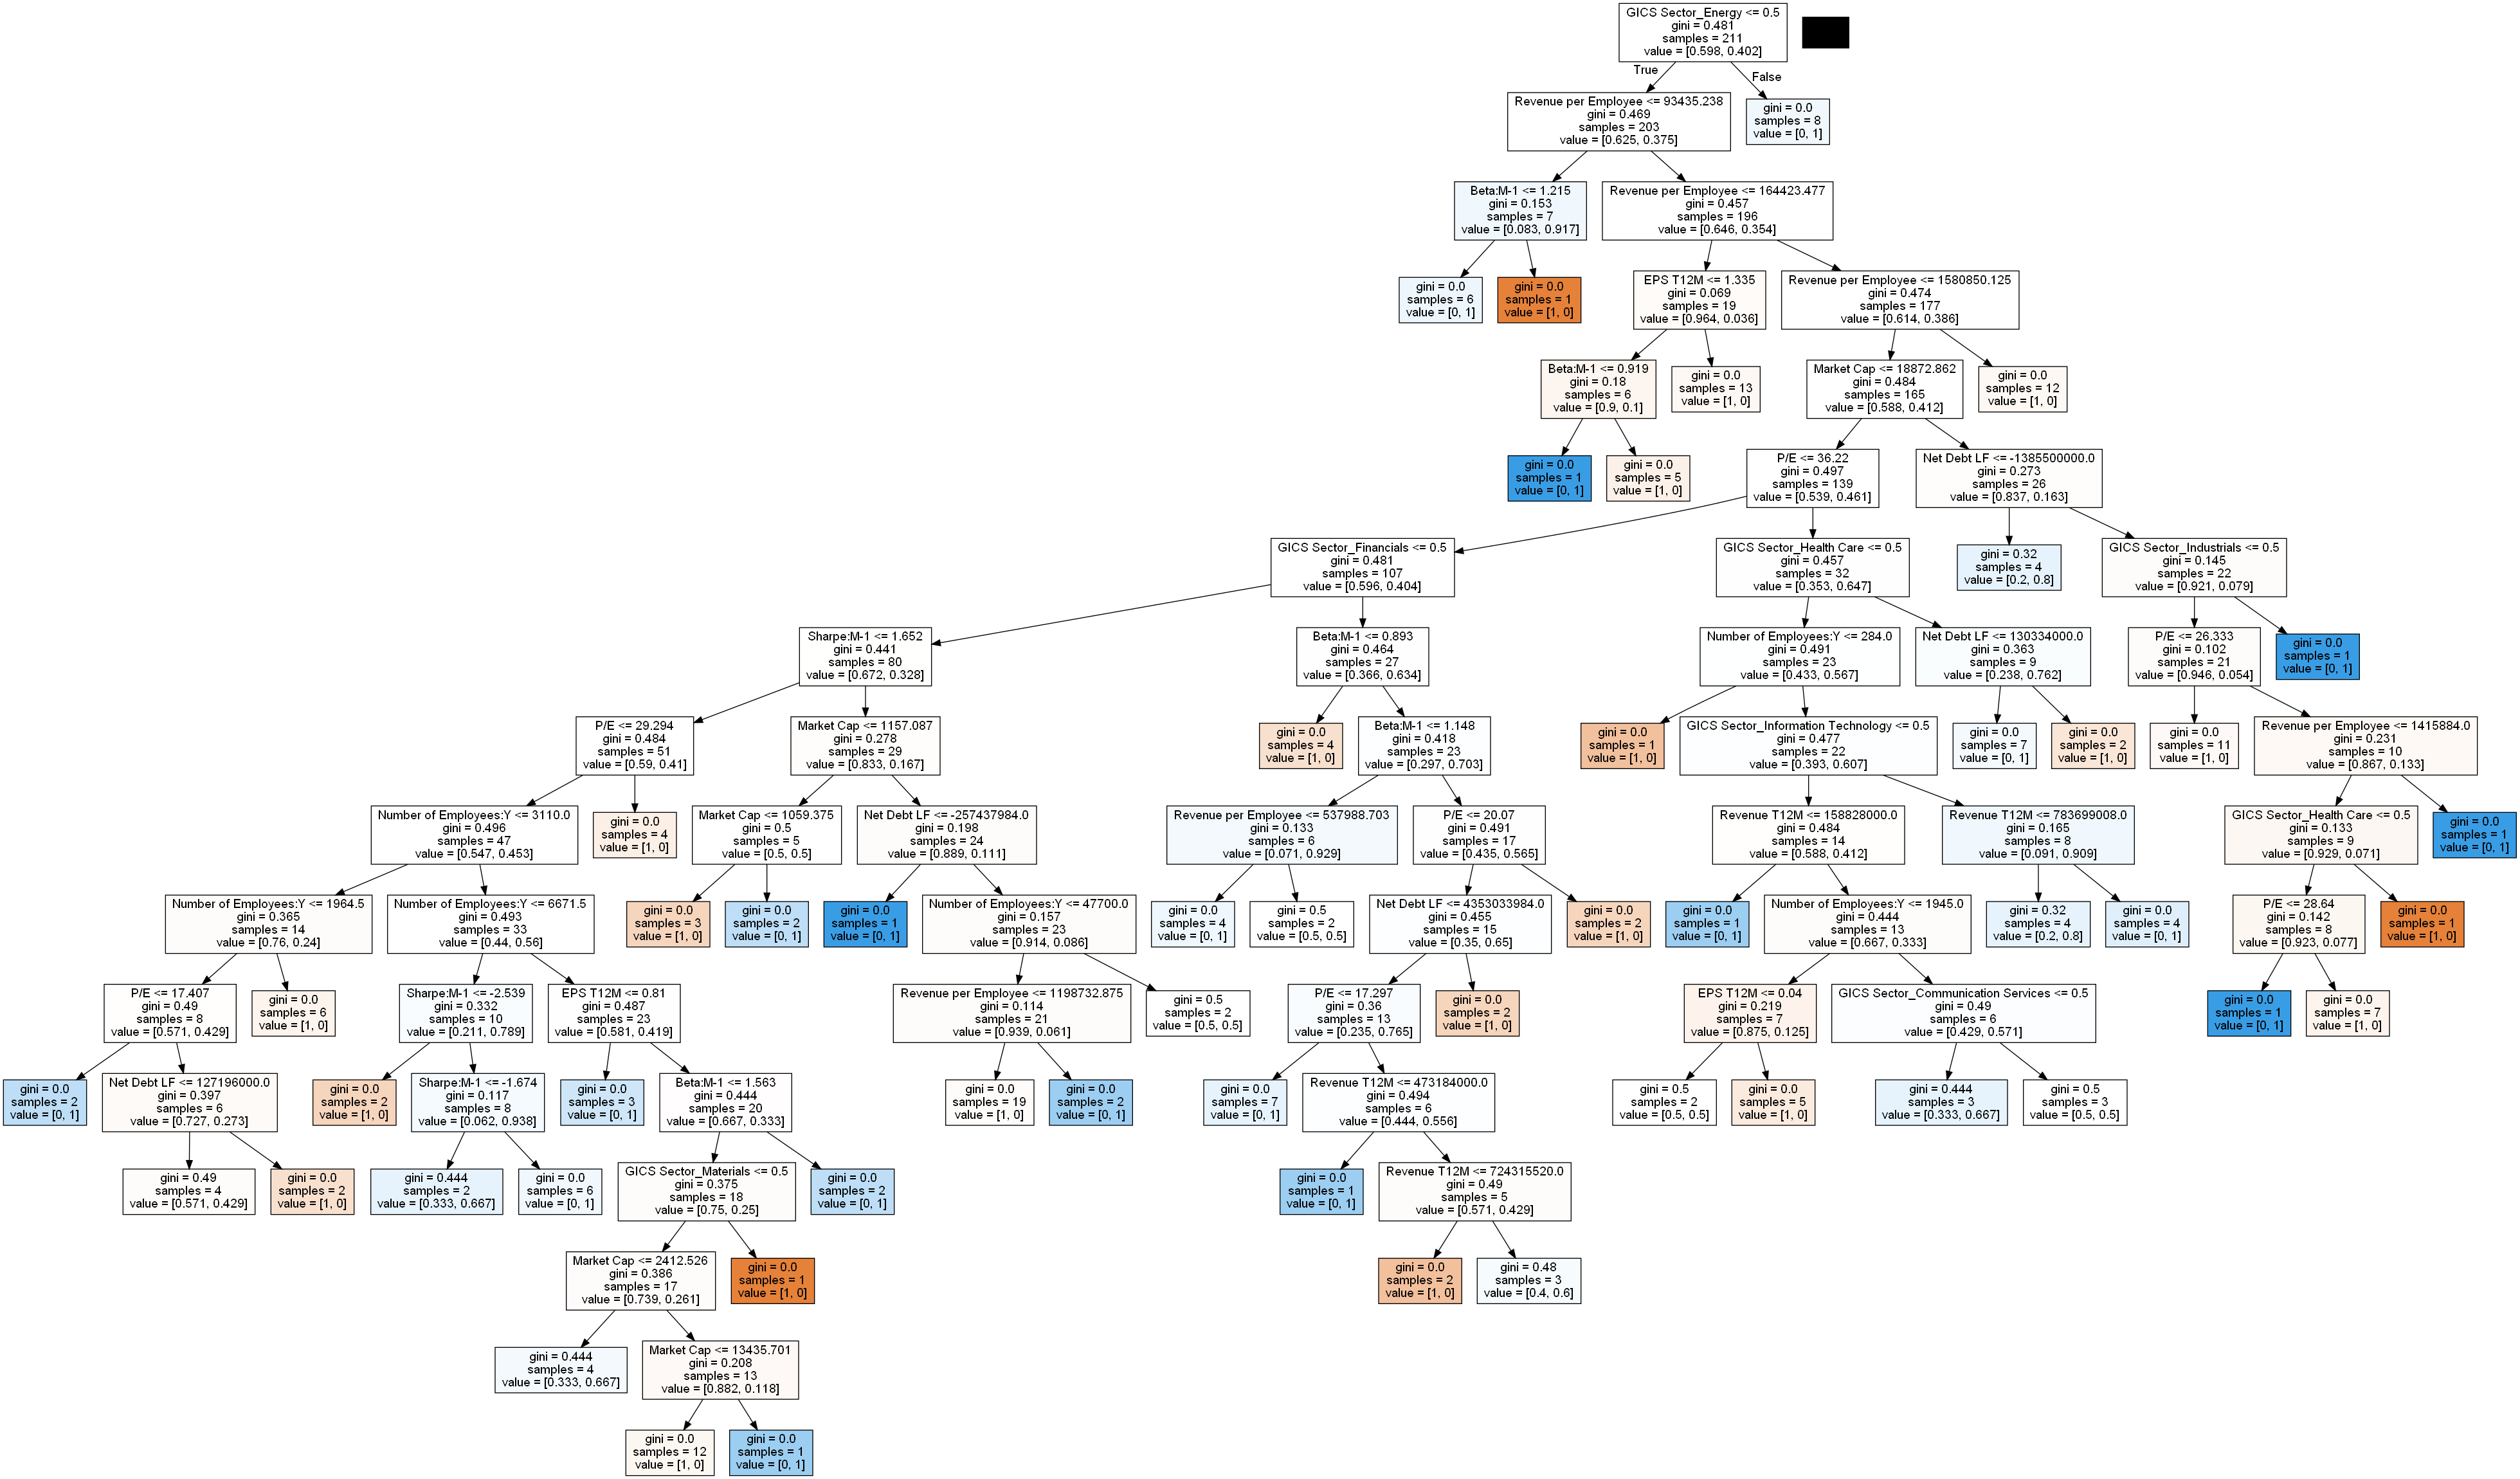 GICS Sector_Energy <= 0.5
gini = 0.481
samples = 211
value = [0.598, 0.402]
True
False
Revenue per Employee <= 93435.238
gini = 0.469
samples = 203
value = [0.625, 0.375]
gini = 0.0
samples = 8
value = [0, 1]
Beta:M-1 <= 1.215
gini = 0.153
samples = 7
value = [0.083, 0.917]
Revenue per Employee <= 164423.477
gini = 0.457
samples = 196
value = [0.646, 0.354]
gini = 0.0
samples = 6
value = [0, 1]
gini = 0.0
samples = 1
value = [1, 0]
EPS T12M <= 1.335
gini = 0.069
samples = 19
value = [0.964, 0.036]
Revenue per Employee <= 1580850.125
gini = 0.474
samples = 177
value = [0.614, 0.386]
Beta:M-1 <= 0.919
gini = 0.18
samples = 6
value = [0.9, 0.1]
gini = 0.0
samples = 13
value = [1, 0]
Market Cap <= 18872.862
gini = 0.484
samples = 165
value = [0.588, 0.412]
gini = 0.0
samples = 12
value = [1, 0]
gini = 0.0
samples = 1
value = [0, 1]
gini = 0.0
samples = 5
value = [1, 0]
P/E <= 36.22
gini = 0.497
samples = 139
value = [0.539, 0.461]
Net Debt LF <= -1385500000.0
gini = 0.273
samples = 26
value = [0.837, 0.163]
GICS Sector_Financials <= 0.5
gini = 0.481
samples = 107
value = [0.596, 0.404]
GICS Sector_Health Care <= 0.5
gini = 0.457
samples = 32
value = [0.353, 0.647]
gini = 0.32
samples = 4
value = [0.2, 0.8]
GICS Sector_Industrials <= 0.5
gini = 0.145
samples = 22
value = [0.921, 0.079]
Sharpe:M-1 <= 1.652
gini = 0.441
samples = 80
value = [0.672, 0.328]
Beta:M-1 <= 0.893
gini = 0.464
samples = 27
value = [0.366, 0.634]
Number of Employees:Y <= 284.0
gini = 0.491
samples = 23
value = [0.433, 0.567]
Net Debt LF <= 130334000.0
gini = 0.363
samples = 9
value = [0.238, 0.762]
P/E <= 26.333
gini = 0.102
samples = 21
value = [0.946, 0.054]
gini = 0.0
samples = 1
value = [0, 1]
P/E <= 29.294
gini = 0.484
samples = 51
value = [0.59, 0.41]
Market Cap <= 1157.087
gini = 0.278
samples = 29
value = [0.833, 0.167]
gini = 0.0
samples = 4
value = [1, 0]
Beta:M-1 <= 1.148
gini = 0.418
samples = 23
value = [0.297, 0.703]
gini = 0.0
samples = 1
value = [1, 0]
GICS Sector_Information Technology <= 0.5
gini = 0.477
samples = 22
value = [0.393, 0.607]
gini = 0.0
samples = 7
value = [0, 1]
gini = 0.0
samples = 2
value = [1, 0]
gini = 0.0
samples = 11
value = [1, 0]
Revenue per Employee <= 1415884.0
gini = 0.231
samples = 10
value = [0.867, 0.133]
Number of Employees:Y <= 3110.0
gini = 0.496
samples = 47
value = [0.547, 0.453]
gini = 0.0
samples = 4
value = [1, 0]
Market Cap <= 1059.375
gini = 0.5
samples = 5
value = [0.5, 0.5]
Net Debt LF <= -257437984.0
gini = 0.198
samples = 24
value = [0.889, 0.111]
Revenue per Employee <= 537988.703
gini = 0.133
samples = 6
value = [0.071, 0.929]
P/E <= 20.07
gini = 0.491
samples = 17
value = [0.435, 0.565]
Revenue T12M <= 158828000.0
gini = 0.484
samples = 14
value = [0.588, 0.412]
Revenue T12M <= 783699008.0
gini = 0.165
samples = 8
value = [0.091, 0.909]
GICS Sector_Health Care <= 0.5
gini = 0.133
samples = 9
value = [0.929, 0.071]
gini = 0.0
samples = 1
value = [0, 1]
Number of Employees:Y <= 1964.5
gini = 0.365
samples = 14
value = [0.76, 0.24]
Number of Employees:Y <= 6671.5
gini = 0.493
samples = 33
value = [0.44, 0.56]
gini = 0.0
samples = 3
value = [1, 0]
gini = 0.0
samples = 2
value = [0, 1]
gini = 0.0
samples = 1
value = [0, 1]
Number of Employees:Y <= 47700.0
gini = 0.157
samples = 23
value = [0.914, 0.086]
gini = 0.0
samples = 4
value = [0, 1]
gini = 0.5
samples = 2
value = [0.5, 0.5]
Net Debt LF <= 4353033984.0
gini = 0.455
samples = 15
value = [0.35, 0.65]
gini = 0.0
samples = 2
value = [1, 0]
gini = 0.0
samples = 1
value = [0, 1]
Number of Employees:Y <= 1945.0
gini = 0.444
samples = 13
value = [0.667, 0.333]
gini = 0.32
samples = 4
value = [0.2, 0.8]
gini = 0.0
samples = 4
value = [0, 1]
P/E <= 28.64
gini = 0.142
samples = 8
value = [0.923, 0.077]
gini = 0.0
samples = 1
value = [1, 0]
P/E <= 17.407
gini = 0.49
samples = 8
value = [0.571, 0.429]
gini = 0.0
samples = 6
value = [1, 0]
Sharpe:M-1 <= -2.539
gini = 0.332
samples = 10
value = [0.211, 0.789]
EPS T12M <= 0.81
gini = 0.487
samples = 23
value = [0.581, 0.419]
Revenue per Employee <= 1198732.875
gini = 0.114
samples = 21
value = [0.939, 0.061]
gini = 0.5
samples = 2
value = [0.5, 0.5]
P/E <= 17.297
gini = 0.36
samples = 13
value = [0.235, 0.765]
gini = 0.0
samples = 2
value = [1, 0]
EPS T12M <= 0.04
gini = 0.219
samples = 7
value = [0.875, 0.125]
GICS Sector_Communication Services <= 0.5
gini = 0.49
samples = 6
value = [0.429, 0.571]
gini = 0.0
samples = 1
value = [0, 1]
gini = 0.0
samples = 7
value = [1, 0]
gini = 0.0
samples = 2
value = [0, 1]
Net Debt LF <= 127196000.0
gini = 0.397
samples = 6
value = [0.727, 0.273]
gini = 0.0
samples = 2
value = [1, 0]
Sharpe:M-1 <= -1.674
gini = 0.117
samples = 8
value = [0.062, 0.938]
gini = 0.0
samples = 3
value = [0, 1]
Beta:M-1 <= 1.563
gini = 0.444
samples = 20
value = [0.667, 0.333]
gini = 0.0
samples = 19
value = [1, 0]
gini = 0.0
samples = 2
value = [0, 1]
gini = 0.0
samples = 7
value = [0, 1]
Revenue T12M <= 473184000.0
gini = 0.494
samples = 6
value = [0.444, 0.556]
gini = 0.5
samples = 2
value = [0.5, 0.5]
gini = 0.0
samples = 5
value = [1, 0]
gini = 0.444
samples = 3
value = [0.333, 0.667]
gini = 0.5
samples = 3
value = [0.5, 0.5]
gini = 0.49
samples = 4
value = [0.571, 0.429]
gini = 0.0
samples = 2
value = [1, 0]
gini = 0.444
samples = 2
value = [0.333, 0.667]
gini = 0.0
samples = 6
value = [0, 1]
GICS Sector_Materials <= 0.5
gini = 0.375
samples = 18
value = [0.75, 0.25]
gini = 0.0
samples = 2
value = [0, 1]
gini = 0.0
samples = 1
value = [0, 1]
Revenue T12M <= 724315520.0
gini = 0.49
samples = 5
value = [0.571, 0.429]
Market Cap <= 2412.526
gini = 0.386
samples = 17
value = [0.739, 0.261]
gini = 0.0
samples = 1
value = [1, 0]
gini = 0.0
samples = 2
value = [1, 0]
gini = 0.48
samples = 3
value = [0.4, 0.6]
gini = 0.444
samples = 4
value = [0.333, 0.667]
Market Cap <= 13435.701
gini = 0.208
samples = 13
value = [0.882, 0.118]
gini = 0.0
samples = 12
value = [1, 0]
gini = 0.0
samples = 1
value = [0, 1]